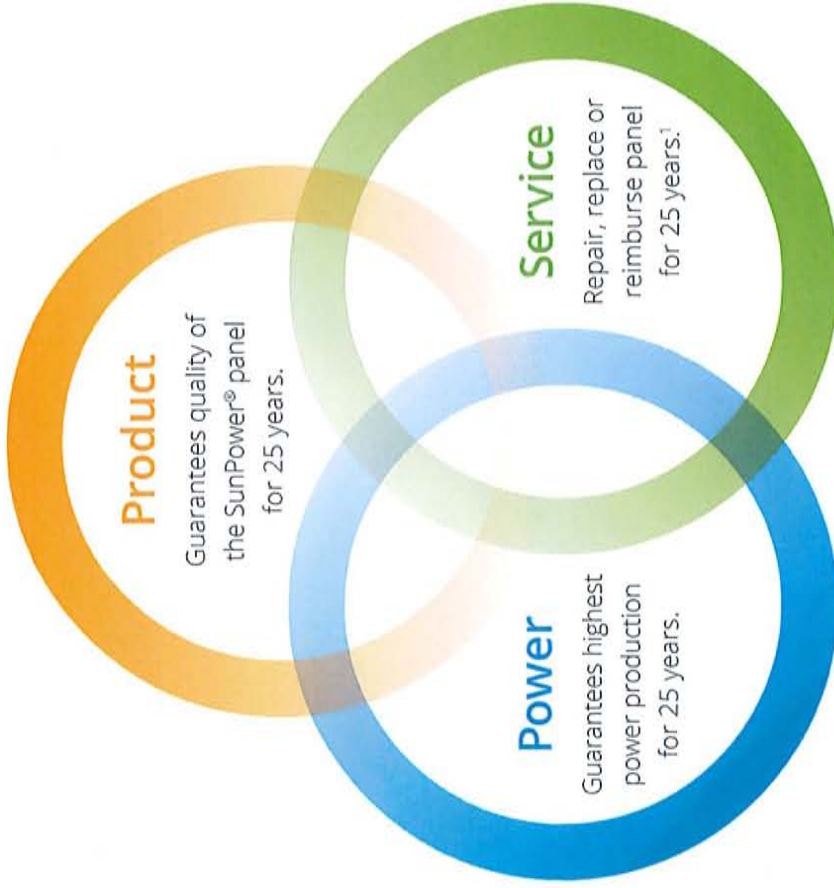 Product
Guarantees quality of
the SunPower® panel
for 25 years.
Power
Guarantees highest
power production
for 25 years.
Service
Repair, replace or
reimburse panel
for 25 years.¹